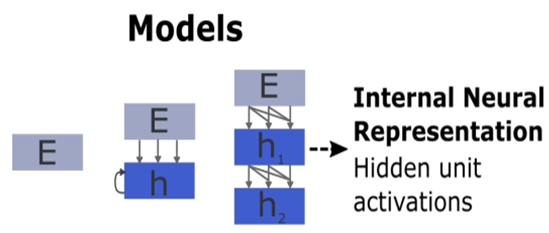 Models
E
E
h
E
h1
h2
Internal Neural
Representation
Hidden unit
activations